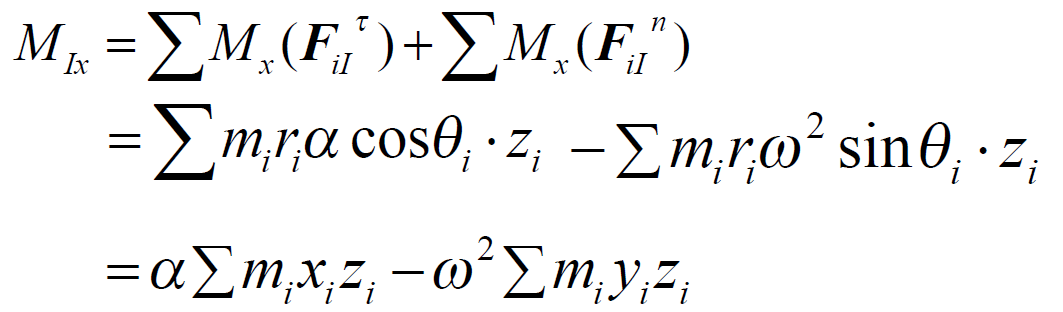 M_{Ix} = ∑M_x(F_{iI}^τ) + ∑M_x(F_{iI}^n)
= ∑m_i r_i α cosθ_i · z_i − ∑m_i r_i ω² sinθ_i · z_i
= α∑m_i x_i z_i − ω²∑m_i y_i z_i